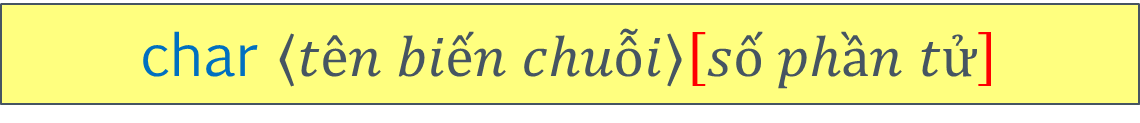 char ⟨tên biến chuỗi⟩[số phần tử]